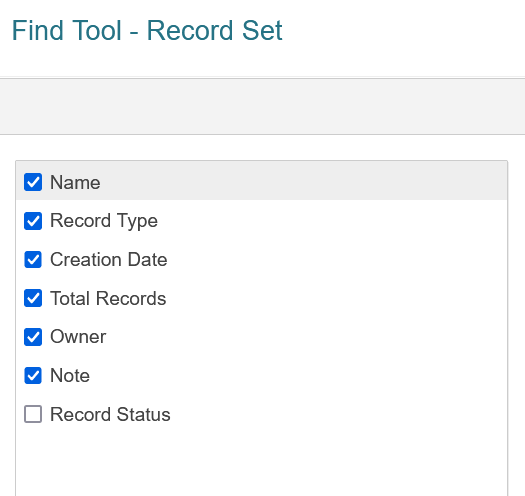 Find Tool - Record Set
Name
Record Type
Creation Date
Total Records
Owner
Note
Record Status